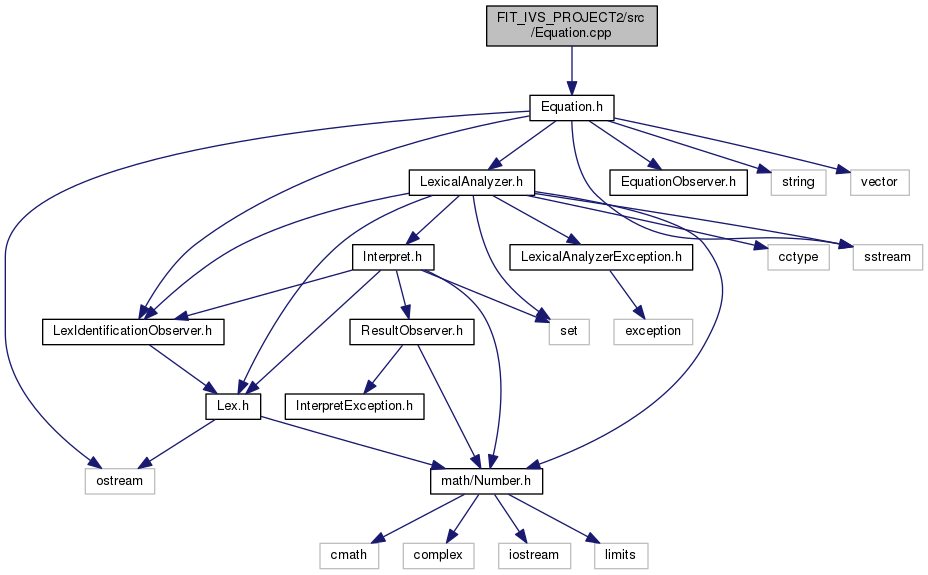 FIT_IVS_PROJECT2/src
/Equation.cpp
Equation.h
LexicalAnalyzer.h
EquationObserver.h
string
vector
Interpret.h
LexicalAnalyzerException.h
cctype
sstream
LexIdentificationObserver.h
ResultObserver.h
set
exception
Lex.h
InterpretException.h
ostream
math/Number.h
cmath
complex
iostream
limits